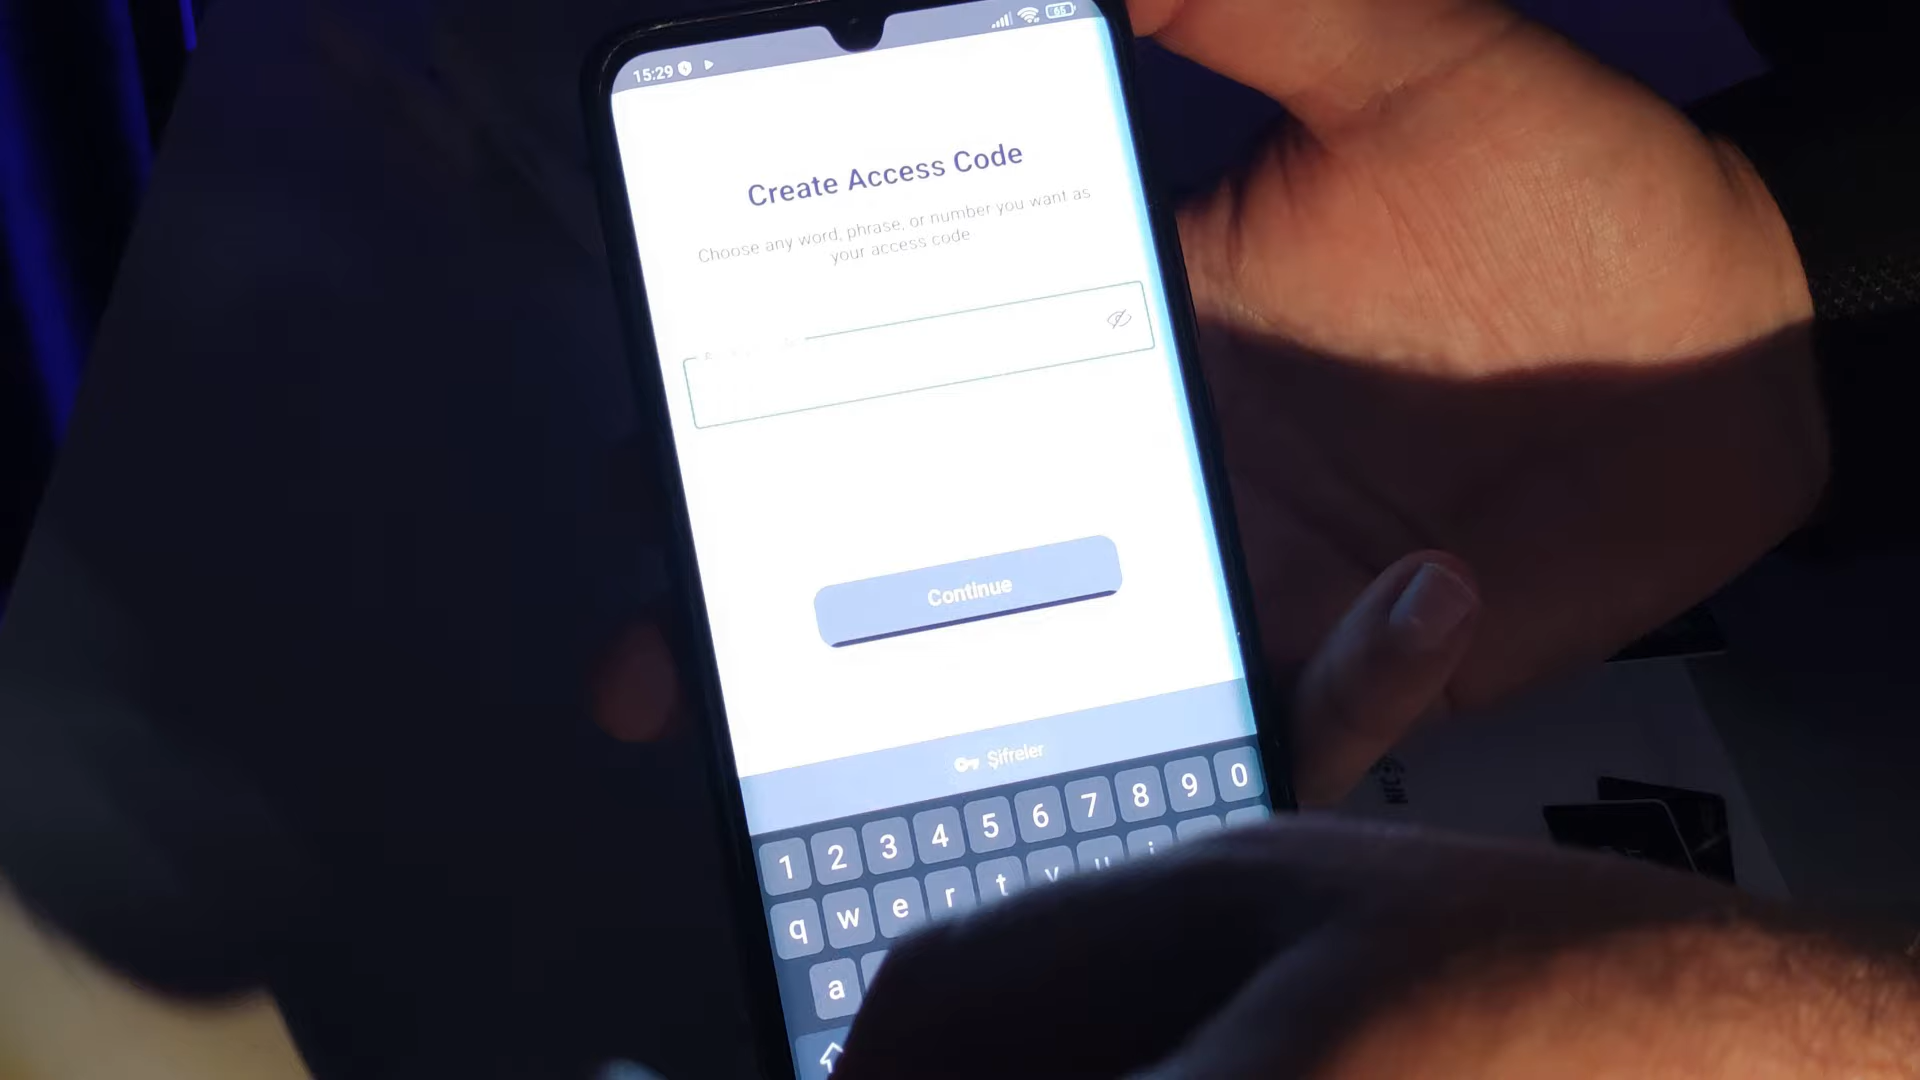 15:29
65
Create Access Code
Choose any word, phrase, or number you want as
your access code
Continue
Şifreler
1 2 3 4 5 6 7 8 9 0
q w e r t y u i
a